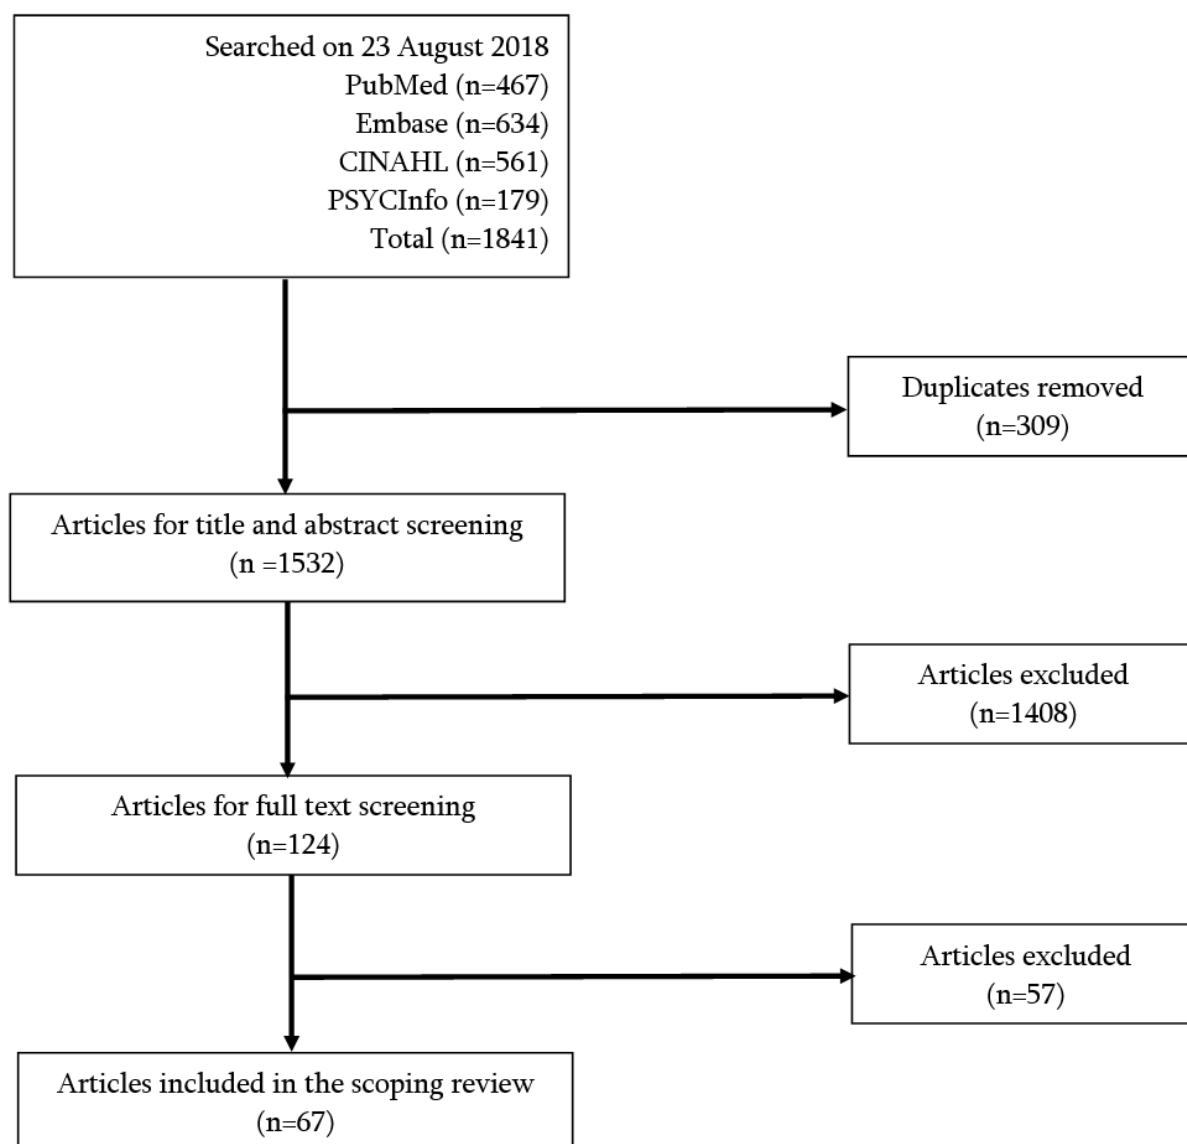 Searched on 23 August 2018
PubMed (n=467)
Embase (n=634)
CINAHL (n=561)
PSYCInfo (n=179)
Total (n=1841)
Duplicates removed
(n=309)
Articles for title and abstract screening
(n =1532)
Articles excluded
(n=1408)
Articles for full text screening
(n=124)
Articles excluded
(n=57)
Articles included in the scoping review
(n=67)